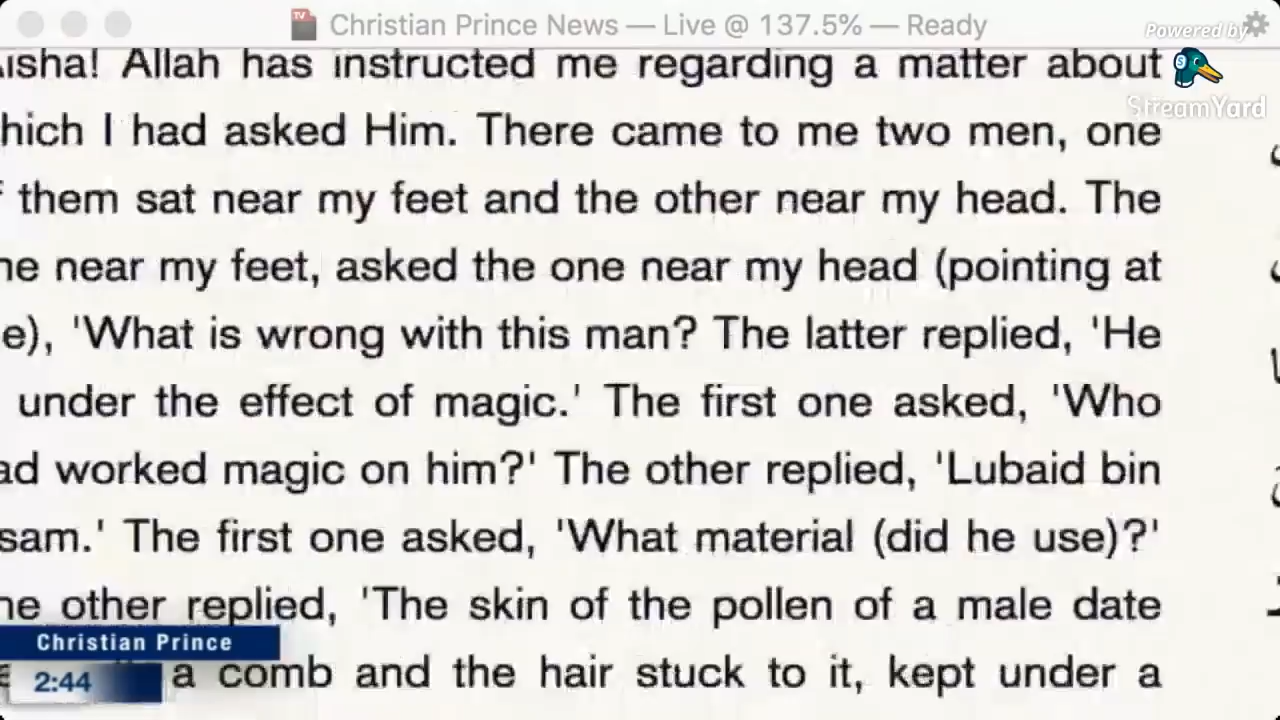 Christian Prince News — Live @ 137.5% — Ready
Powered by
StreamYard
isha! Allah has instructed me regarding a matter about
hich I had asked Him. There came to me two men, one
them sat near my feet and the other near my head. The
ne near my feet, asked the one near my head (pointing at
e), 'What is wrong with this man? The latter replied, 'He
under the effect of magic.' The first one asked, 'Who
ad worked magic on him?' The other replied, 'Lubaid bin
sam.' The first one asked, 'What material (did he use)?'
he other replied, 'The skin of the pollen of a male date
a comb and the hair stuck to it, kept under a
Christian Prince
2:44